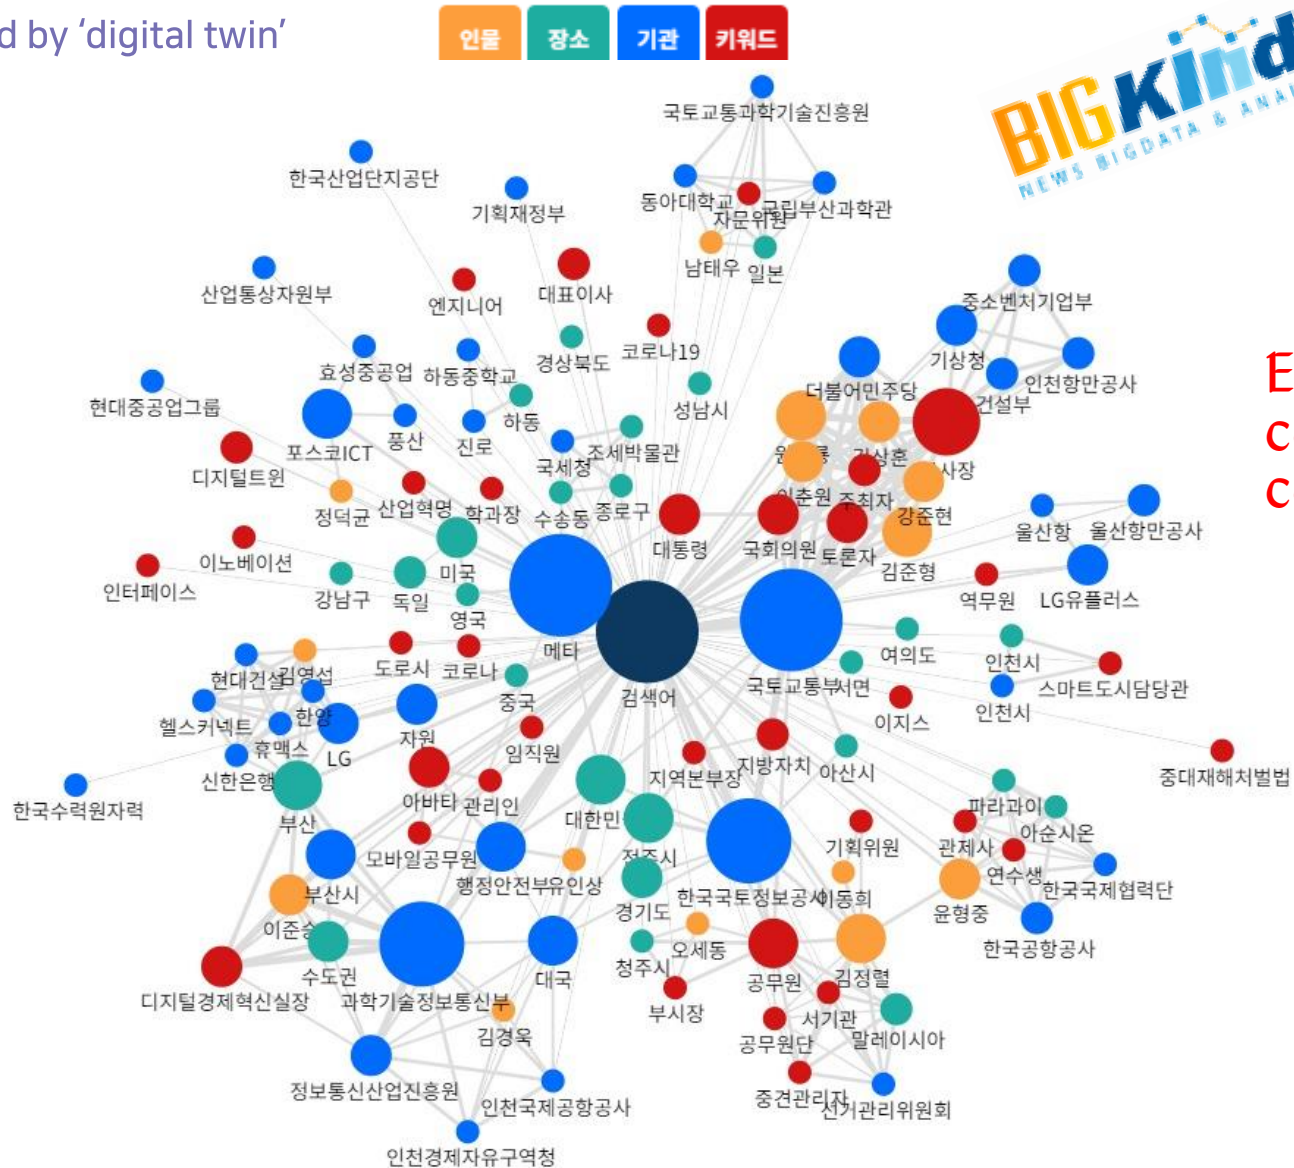 d by ‘digital twin’
인물 장소 기관 키워드
BIGKind
NEWS BIGDATA & ANA
국토교통과학기술진흥원
한국산업단지공단
기획재정부
동아대학교
자문위원
국립부산과학관
남태우
일본
산업통상자원부
엔지니어
대표이사
중소벤처기업부
코로나19
경상북도
기상청
인천항만공사
효성중공업
하동중학교
더불어민주당
건설부
현대중공업그룹
하동
성남시
포스코ICT
풍산
진로
조세박물관
국세청
디지털트윈
사장
이춘원
주최자
정덕균
산업혁명
학과장
수송동
종로구
강준현
대통령
국회의원
토론자
김준형
울산항
울산항만공사
이노베이션
미국
인터페이스
강남구
독일
영국
역무원
LG유플러스
메타
검색어
국토교통부
서면
여의도
인천시
스마트도시담당관
도로시
코로나
현대건설
김영섭
중국
이지스
인천시
헬스커넥트
한양
휴맥스
LG
자원
임직원
신한은행
지역본부장
지방자치
아산시
중대재해처벌법
한국수력원자력
아바타
관리인
부산
대한민
파라과이
아순시온
모바일공무원
전주시
기획위원
관제사
연수생
한국국제협력단
행정안전부
유인상
부산시
경기도
한국국토정보공사
이동희
윤형중
이준승
오세동
한국공항공사
수도권
대국
청주시
공무원
김정렬
디지털경제혁신실장
과학기술정보통신부
부시장
서기관
김경욱
공무원단
말레이시아
정보통신산업진흥원
중견관리자
선거관리위원회
인천국제공항공사
인천경제자유구역청
E
c
c